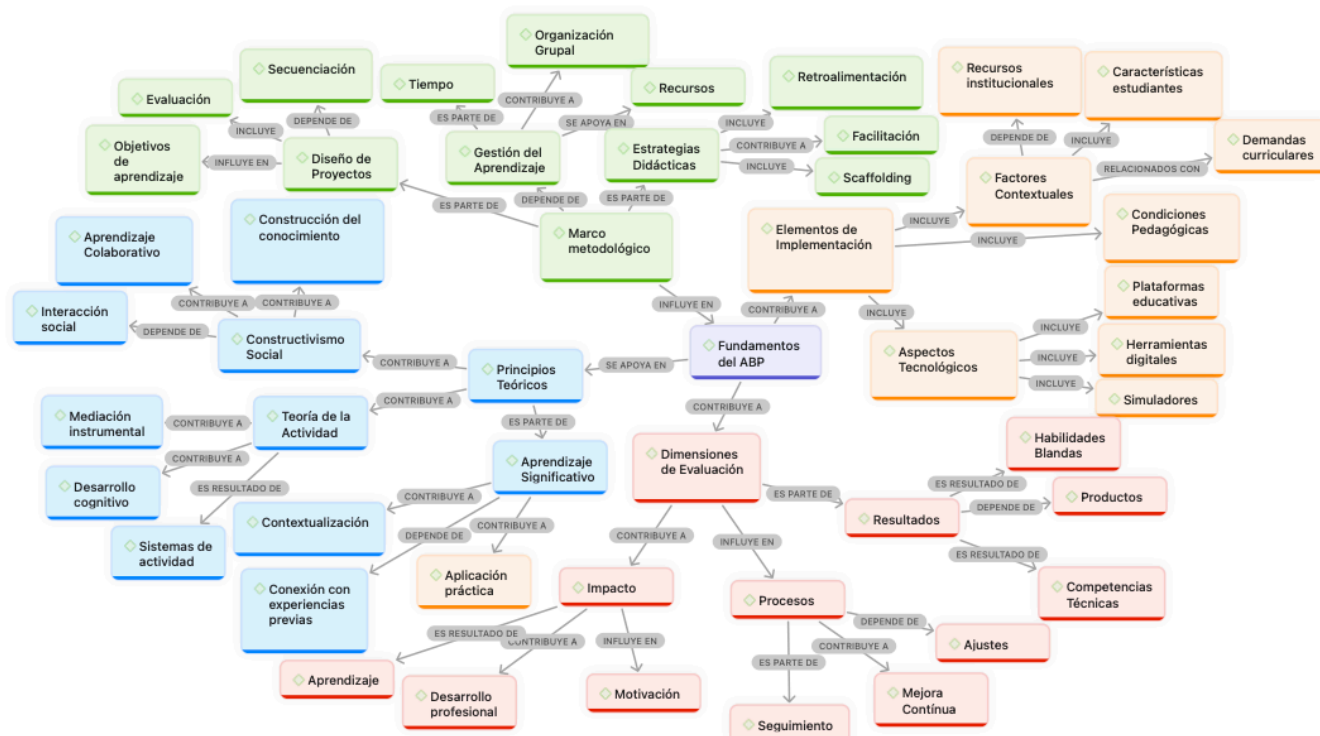 Organización
Grupal
Secuenciación
Tiempo
Recursos
Retroalimentación
Recursos
institucionales
Características
estudiantes
Evaluación
DEPENDE DE
ES PARTE DE
CONTRIBUYE A
SE APOYA EN
INCLUYE
DEPENDE DE
INCLUYE
INCLUYE
Objetivos
de
aprendizaje
INFLUYE EN
Diseño de
Proyectos
Gestión del
Aprendizaje
Estrategias
Didácticas
CONTRIBUYE A
INCLUYE
Facilitación
Scaffolding
Factores
Contextuales
RELACIONADOS CON
Demandas
curriculares
ES PARTE DE
DEPENDE DE
ES PARTE DE
Marco
metodológico
Elementos de
Implementación
INCLUYE
INCLUYE
Condiciones
Pedagógicas
Aprendizaje
Colaborativo
Construcción del
conocimiento
Interacción
social
CONTRIBUYE A
CONTRIBUYE A
DEPENDE DE
Constructivismo
Social
INFLUYE EN
CONTRIBUYE A
INCLUYE
Plataformas
educativas
Fundamentos
del ABP
Aspectos
Tecnológicos
INCLUYE
INCLUYE
INCLUYE
Herramientas
digitales
Simuladores
CONTRIBUYE A
SE APOYA EN
Principios
Teóricos
CONTRIBUYE A
Mediación
instrumental
CONTRIBUYE A
Teoría de la
Actividad
ES PARTE DE
CONTRIBUYE A
CONTRIBUYE A
Desarrollo
cognitivo
ES RESULTADO DE
Sistemas de
actividad
Aprendizaje
Significativo
CONTRIBUYE A
Contextualización
DEPENDE DE
CONTRIBUYE A
Conexión con
experiencias
previas
Aplicación
práctica
Dimensiones
de Evaluación
ES PARTE DE
Resultados
ES RESULTADO DE
Habilidades
Blandas
DEPENDE DE
Productos
ES RESULTADO DE
Competencias
Técnicas
CONTRIBUYE A
INFLUYE EN
Impacto
Procesos
ES RESULTADO DE
CONTRIBUYE A
INFLUYE EN
Aprendizaje
Desarrollo
profesional
Motivación
DEPENDE DE
CONTRIBUYE A
ES PARTE DE
Ajustes
Mejora
Contínua
Seguimiento